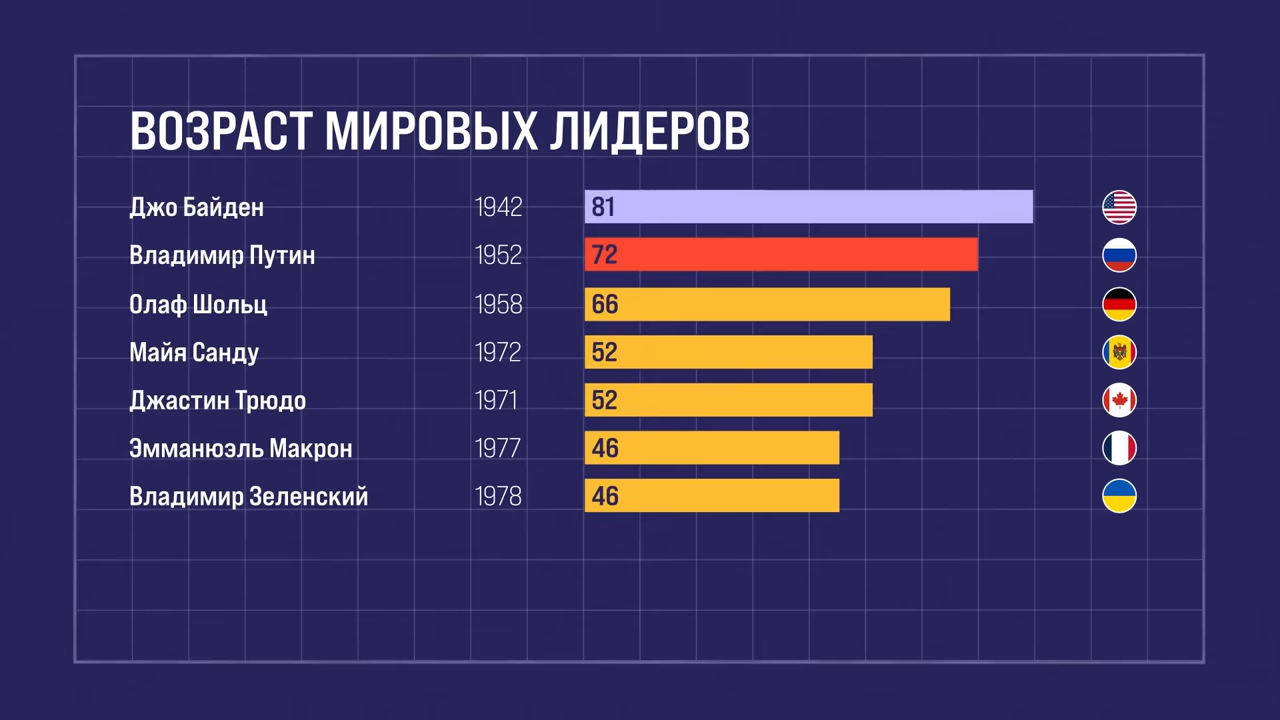 ВОЗРАСТ МИРОВЫХ ЛИДЕРОВ
Джо Байден 1942 81
Владимир Путин 1952 72
Олаф Шольц 1958 66
Майя Санду 1972 52
Джастин Трюдо 1971 52
Эмманюэль Макрон 1977 46
Владимир Зеленский 1978 46